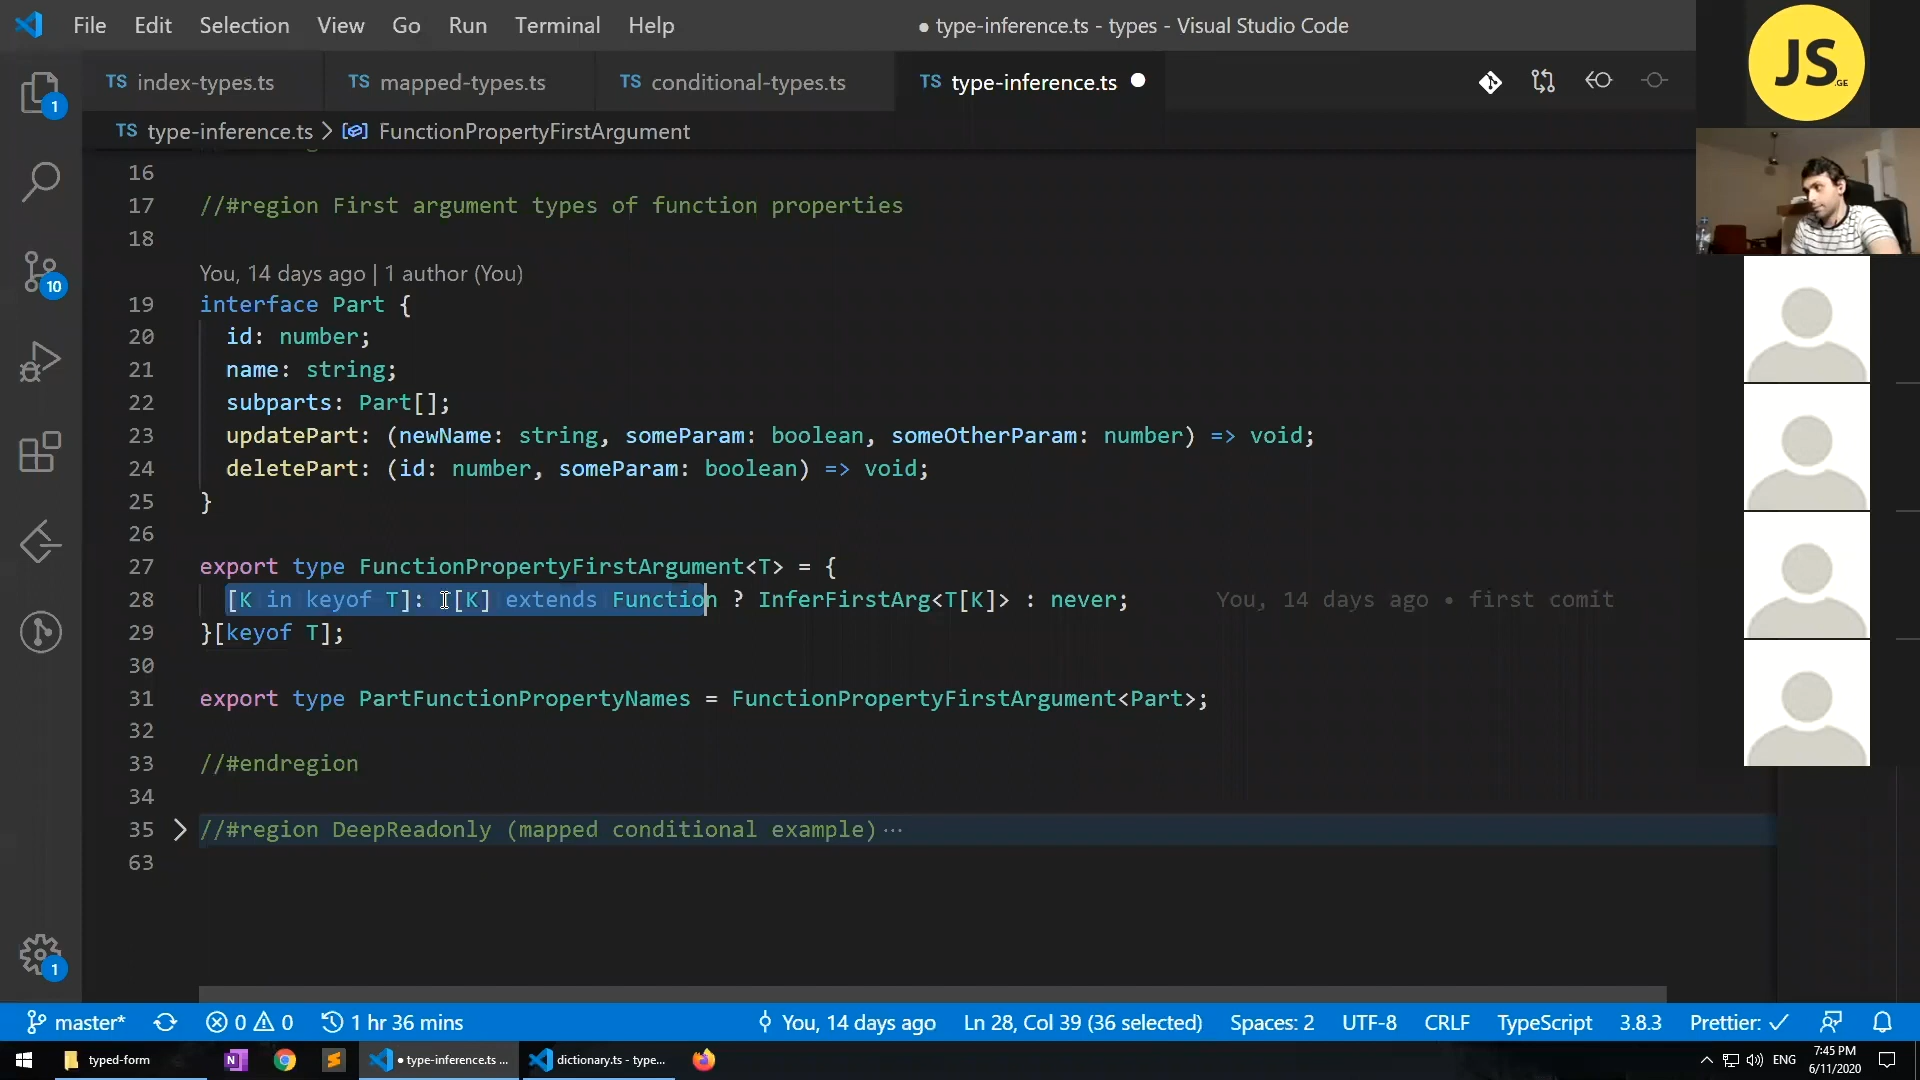 File Edit Selection View Go Run Terminal Help
● type-inference.ts - types - Visual Studio Code
JS
.GE
TS index-types.ts
TS mapped-types.ts
TS conditional-types.ts
TS type-inference.ts
TS type-inference.ts > FunctionPropertyFirstArgument
1
10
1
16
17 //#region First argument types of function properties
18
You, 14 days ago | 1 author (You)
19 interface Part {
20 id: number;
21 name: string;
22 subparts: Part[];
23 updatePart: (newName: string, someParam: boolean, someOtherParam: number) => void;
24 deletePart: (id: number, someParam: boolean) => void;
25 }
26
27 export type FunctionPropertyFirstArgument<T> = {
28 [K in keyof T]: T[K] extends Function ? InferFirstArg<T[K]> : never; You, 14 days ago • first comit
29 }[keyof T];
30
31 export type PartFunctionPropertyNames = FunctionPropertyFirstArgument<Part>;
32
33 //#endregion
34
35 //#region DeepReadonly (mapped conditional example)…
63
master* 0 0 1 hr 36 mins You, 14 days ago Ln 28, Col 39 (36 selected) Spaces: 2 UTF-8 CRLF TypeScript 3.8.3 Prettier: ✓
typed-form
● type-inference.ts ...
dictionary.ts - type...
ENG
7:45 PM
6/11/2020